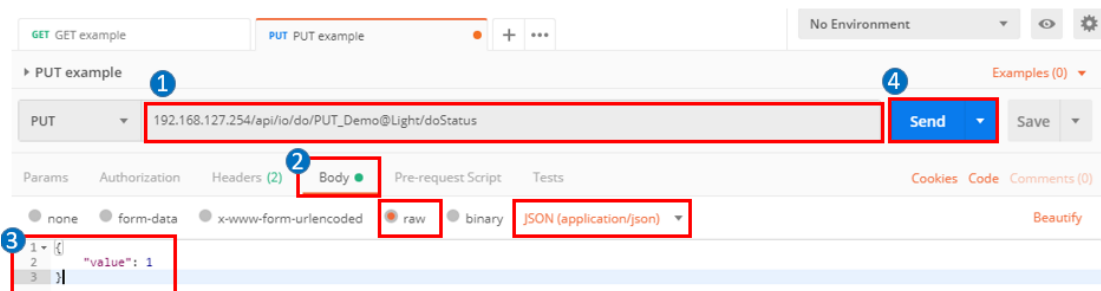 GET GET example PUT PUT example + ••• No Environment
PUT example Examples (0)
1 4
PUT 192.168.127.254/api/io/do/PUT_Demo@Light/doStatus Send Save
2
Params Authorization Headers (2) Body Pre-request Script Tests Cookies Code Comments (0)
none form-data x-www-form-urlencoded raw binary JSON (application/json) Beautify
3
1 {
2 "value": 1
3 }